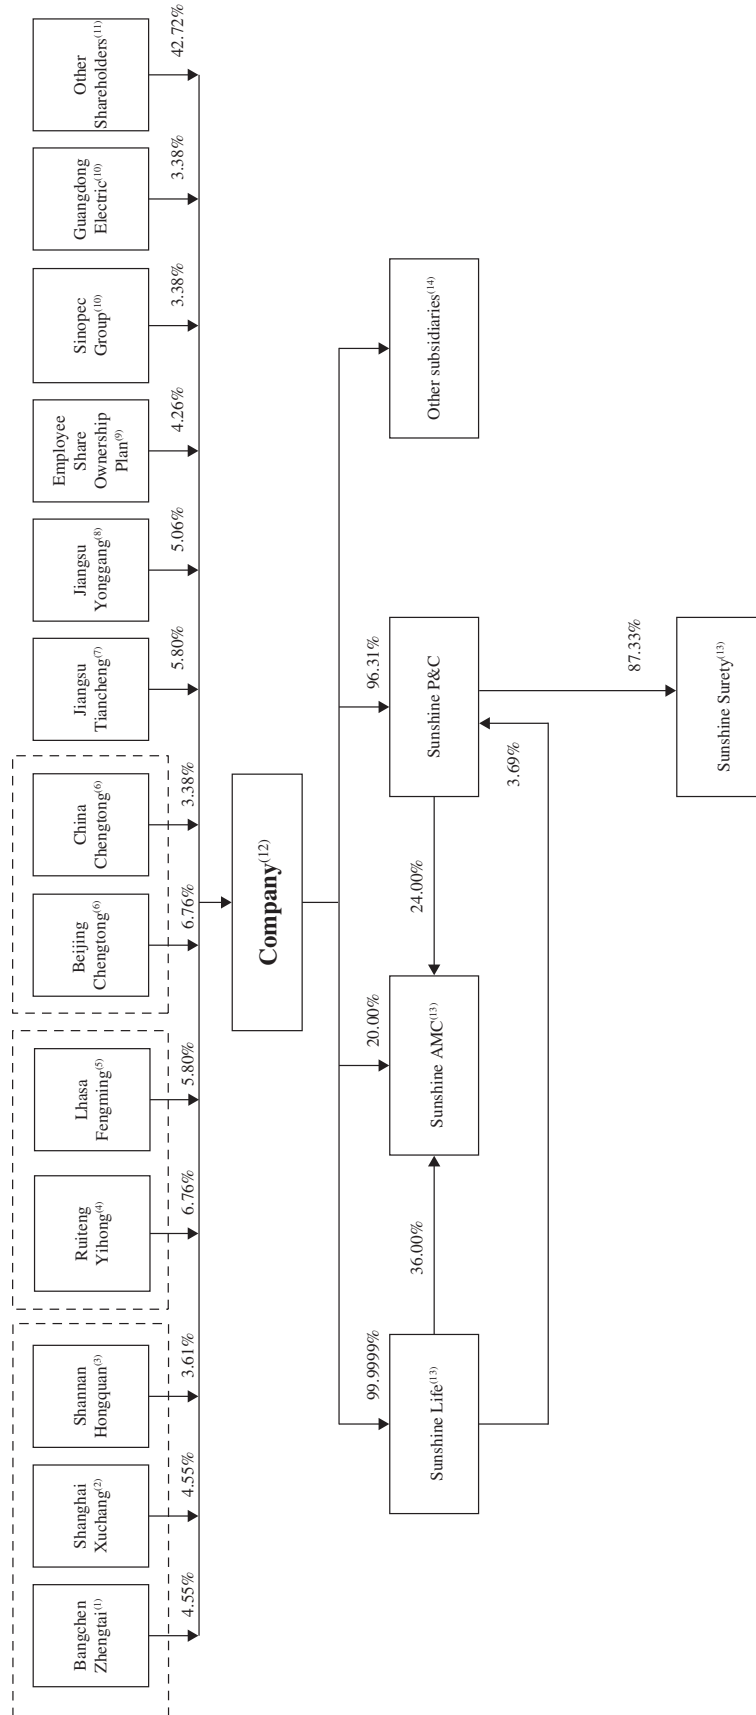 Bangchen
Zhengtai(1)
Shanghai
Xuchang(2)
Shannan
Hongquan(3)
Ruiteng
Yihong(4)
Lhasa
Fengming(5)
Beijing
Chengtong(6)
China
Chengtong(6)
Jiangsu
Tiancheng(7)
Jiangsu
Yonggang(8)
Employee
Share
Ownership
Plan(9)
Sinopec
Group(10)
Guangdong
Electric(10)
Other
Shareholders(11)
4.55%
4.55%
3.61%
6.76%
5.80%
6.76%
3.38%
5.80%
5.06%
4.26%
3.38%
3.38%
42.72%
Company(12)
99.9999%
20.00%
96.31%
Sunshine Life(13)
36.00%
Sunshine AMC(13)
24.00%
Sunshine P&C
Other subsidiaries(14)
3.69%
87.33%
Sunshine Surety(13)